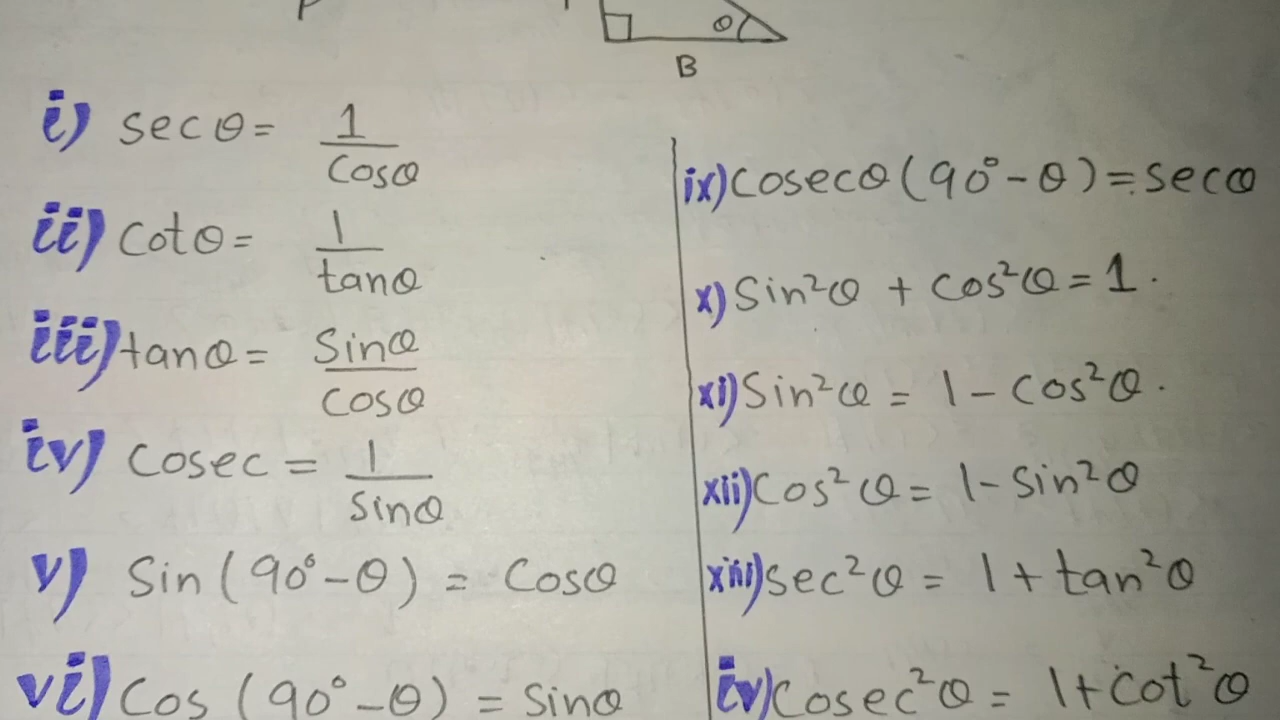 θ
B
i) secθ = 1/Cosθ
ii) Cotθ = 1/tanθ
iii) tanθ = Sinθ/Cosθ
iv) Cosec = 1/Sinθ
v) Sin (90° - θ) = Cosθ
vi) Cos (90° - θ) = Sinθ
ix) Cosecθ (90° - θ) = secθ
x) Sin²θ + Cos²θ = 1.
xi) Sin²θ = 1 - Cos²θ.
xii) Cos²θ = 1 - Sin²θ
xiii) Sec²θ = 1 + tan²θ
iv) Cosec²θ = 1 + Cot²θ